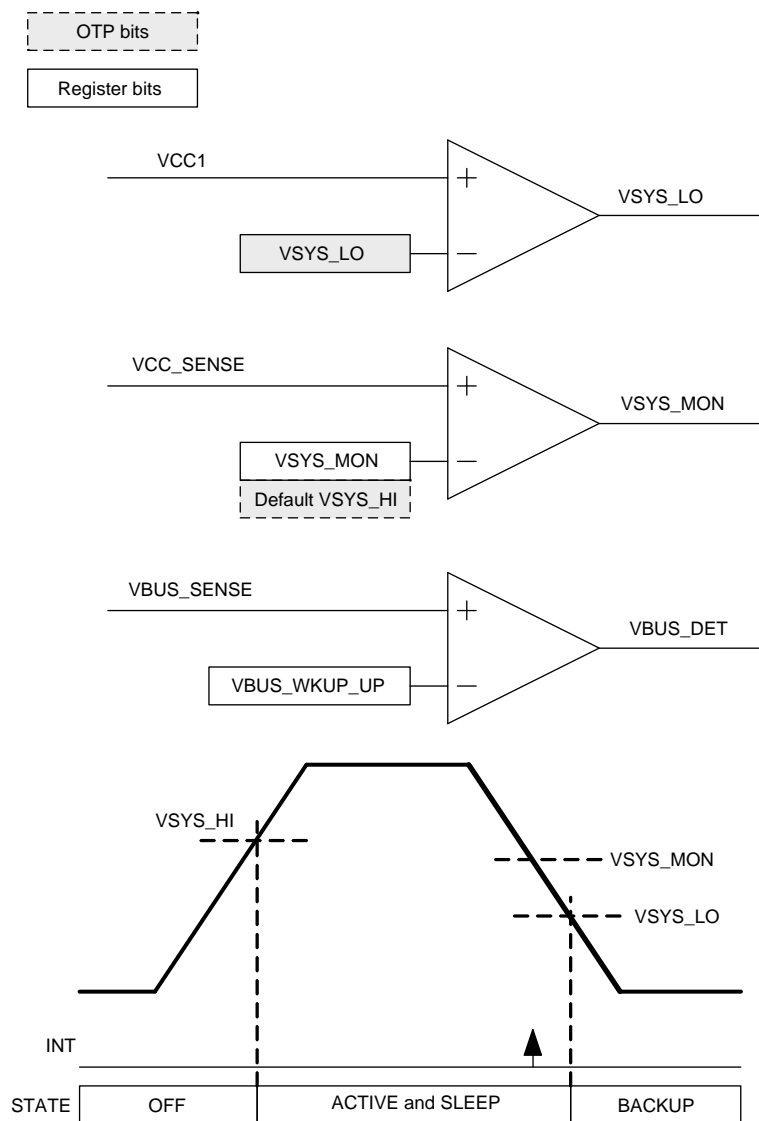 OTP bits
Register bits
VCC1
+
VSYS_LO
VSYS_LO
−
VCC_SENSE
+
VSYS_MON
VSYS_MON
−
Default VSYS_HI
VBUS_SENSE
+
VBUS_DET
VBUS_WKUP_UP
−
VSYS_HI
VSYS_MON
VSYS_LO
INT
STATE
OFF
ACTIVE and SLEEP
BACKUP